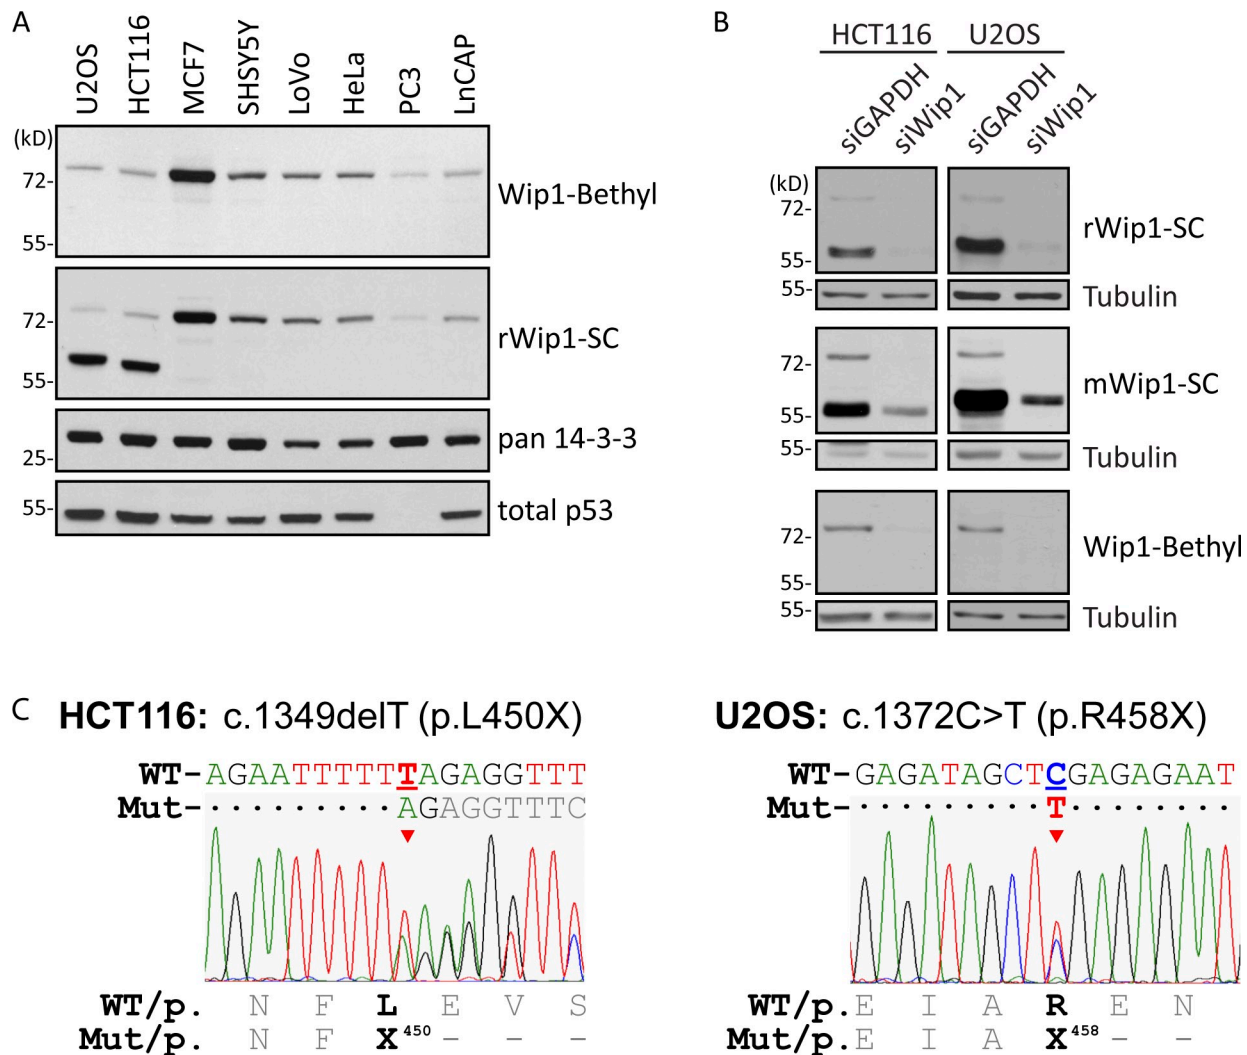 A
U2OS
HCT116
MCF7
SHSY5Y
LoVo
HeLa
PC3
LnCAP
(kD)
72-
55-
Wip1-Bethyl
72-
55-
rWip1-SC
25-
pan 14-3-3
55-
total p53
B
HCT116 U2OS
siGAPDH
siWip1
siGAPDH
siWip1
(kD)
72-
55-
rWip1-SC
55-
Tubulin
72-
55-
mWip1-SC
55-
Tubulin
72-
55-
Wip1-Bethyl
55-
Tubulin
C
HCT116: c.1349delT (p.L450X)
WT-AGAATTTTTTAGAGGTTT
Mut-·········AGAGGTTTC
WT/p. N F L E V S
Mut/p. N F X450 - - -
U2OS: c.1372C>T (p.R458X)
WT-GAGATAGCTCGAGAGAAT
Mut-·········T········
WT/p. E I A R E N
Mut/p. E I A X458 - -